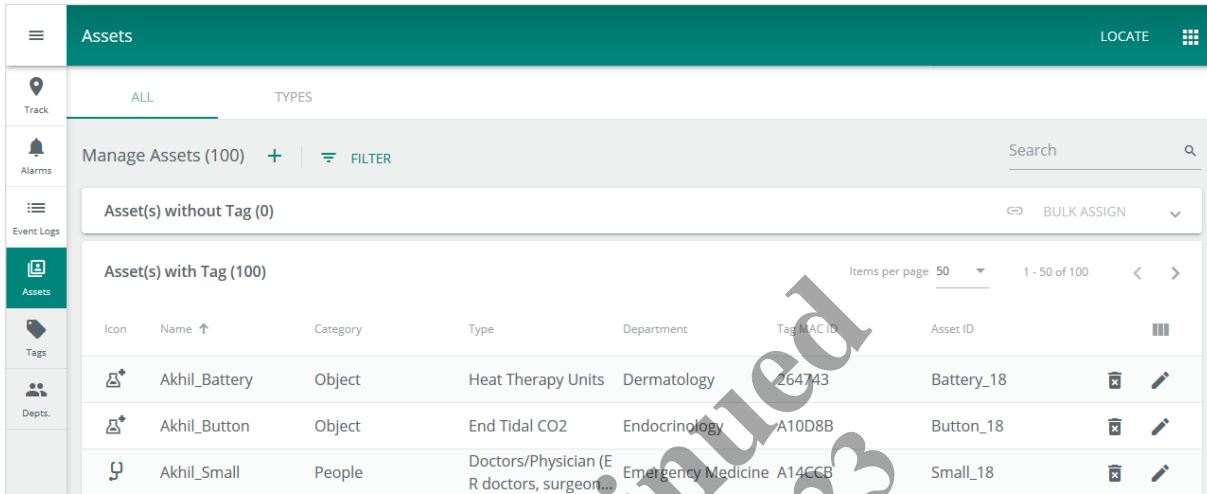 Assets
LOCATE
Track
ALL
TYPES
Manage Assets (100)
FILTER
Search
Alarms
Asset(s) without Tag (0)
BULK ASSIGN
Event Logs
Asset(s) with Tag (100)
Items per page 50
1 - 50 of 100
Assets
Icon Name Category Type Department Tag MAC ID Asset ID
Tags
Akhil_Battery Object Heat Therapy Units Dermatology 264743 Battery_18
Depts.
Akhil_Button Object End Tidal CO2 Endocrinology A10D8B Button_18
Akhil_Small People Doctors/Physician (E Emergency Medicine A14CCB Small_18
R doctors, surgeon...